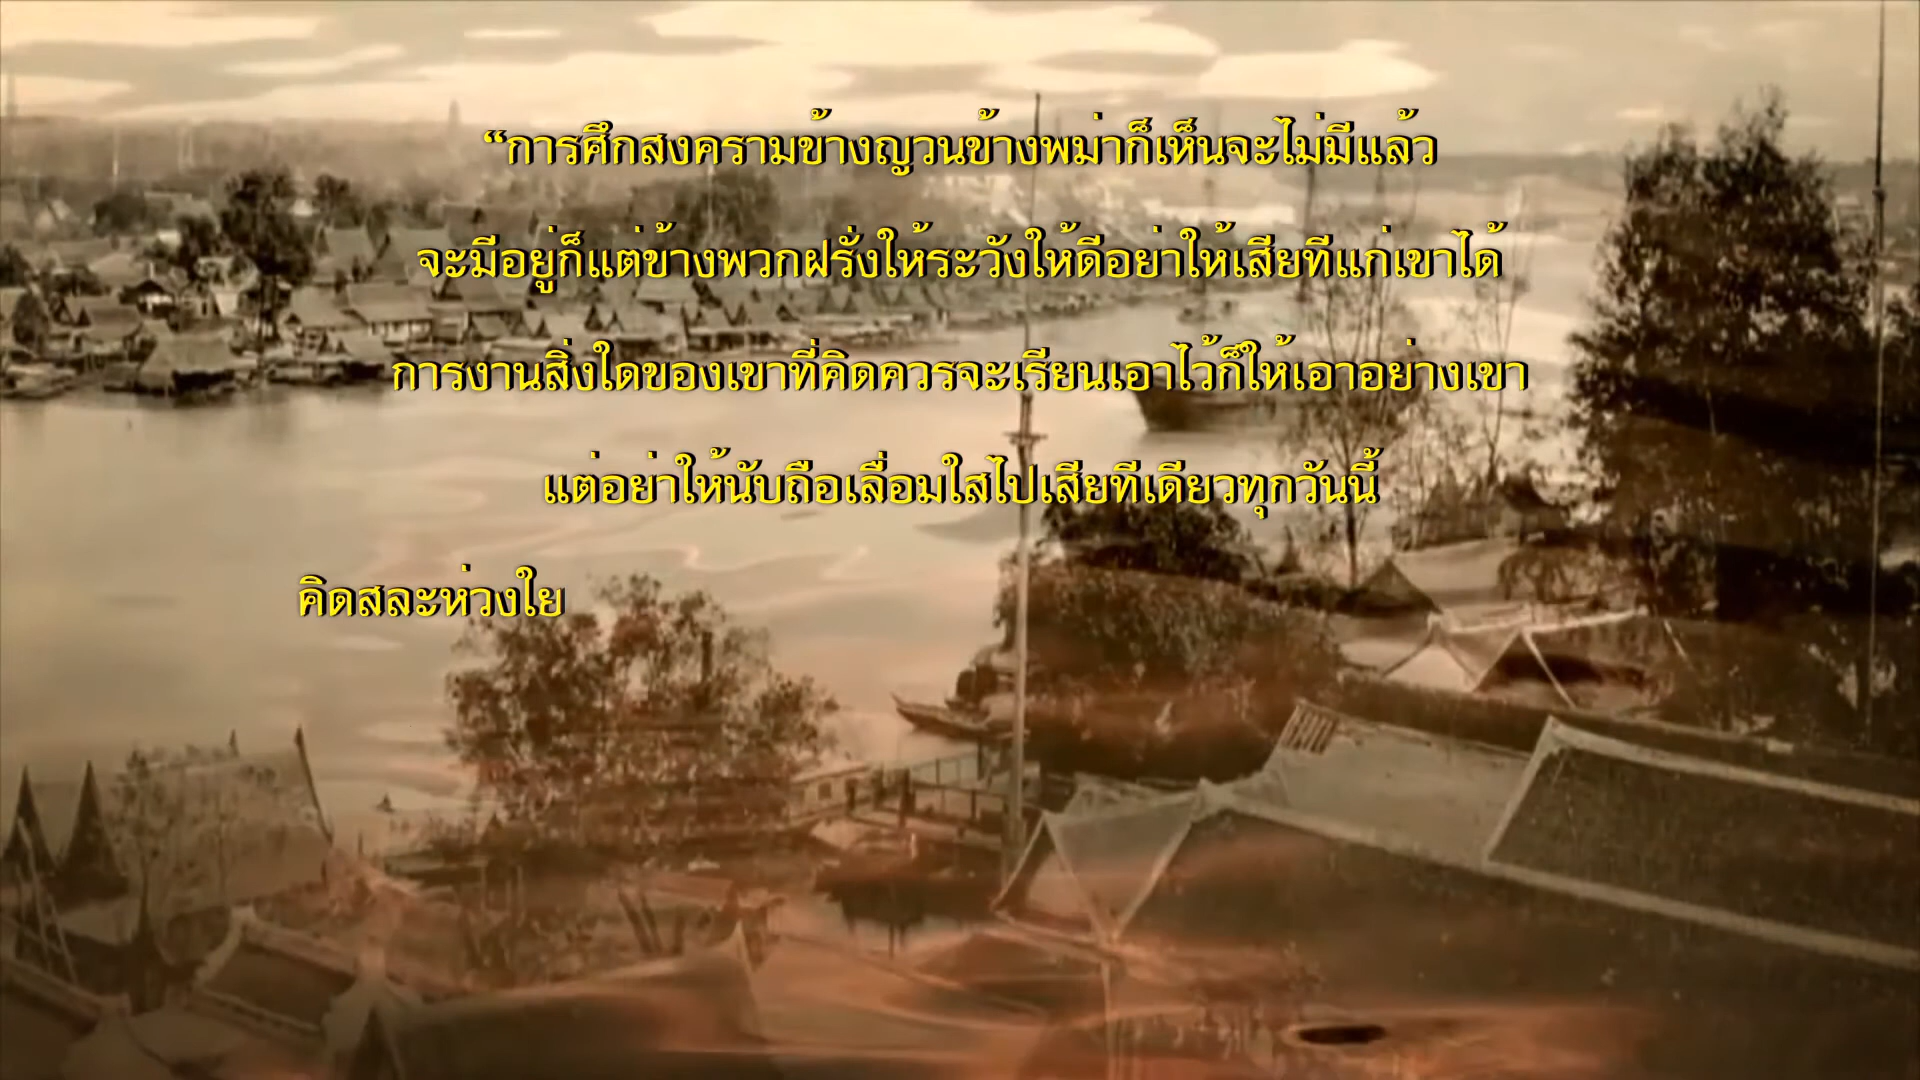 “การศึกสงครามข้างญวนข้างพม่าก็เห็นจะไม่มีแล้ว
จะมีอยู่ก็แต่ข้างพวกฝรั่งให้ระวังให้ดีอย่าให้เสียทีแก่เขาได้
การงานสิ่งใดของเขาที่คิดควรจะเรียนเอาไว้ก็ให้เอาอย่างเขา
แต่อย่าให้นับถือเลื่อมใสไปเสียทีเดียวทุกวันนี้
คิดสละห่วงใย